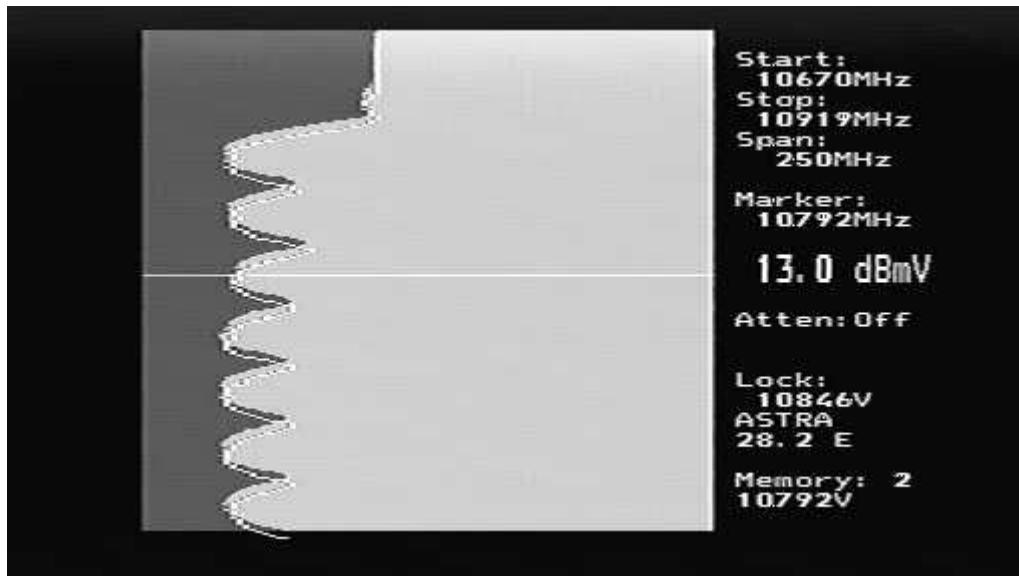 Start:
10670MHz
Stop:
10919MHz
Span:
250MHz
Marker:
10792MHz
13.0 dBmV
Atten:Off
Lock:
10846V
ASTRA
28.2 E
Memory: 2
10792V